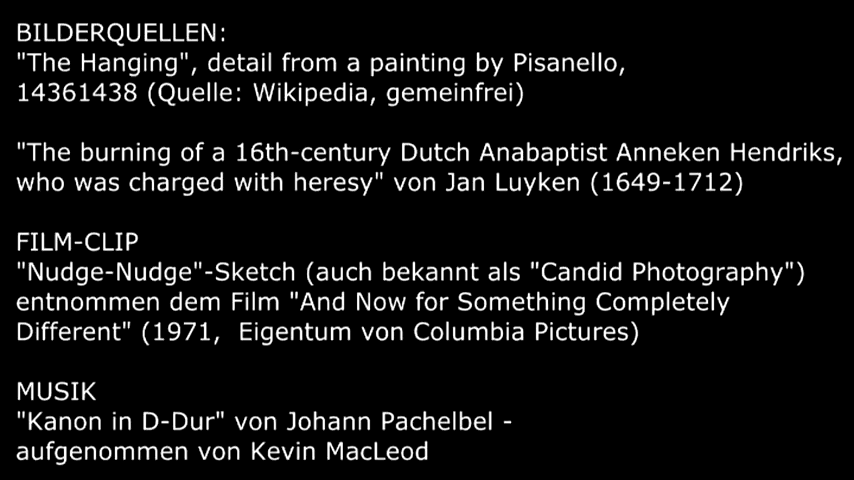 BILDERQUELLEN:
"The Hanging", detail from a painting by Pisanello,
14361438 (Quelle: Wikipedia, gemeinfrei)
"The burning of a 16th-century Dutch Anabaptist Anneken Hendriks,
who was charged with heresy" von Jan Luyken (1649-1712)
FILM-CLIP
"Nudge-Nudge"-Sketch (auch bekannt als "Candid Photography")
entnommen dem Film "And Now for Something Completely
Different" (1971,  Eigentum von Columbia Pictures)
MUSIK
"Kanon in D-Dur" von Johann Pachelbel -
aufgenommen von Kevin MacLeod